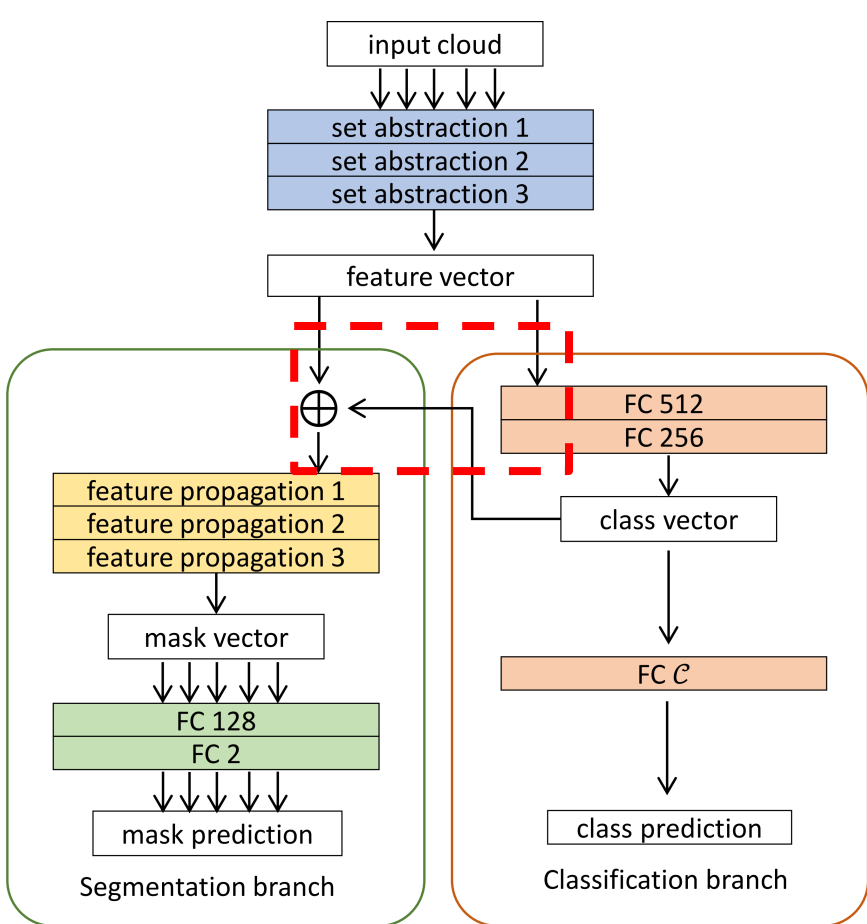 input cloud
set abstraction 1
set abstraction 2
set abstraction 3
feature vector
feature propagation 1
feature propagation 2
feature propagation 3
mask vector
FC 128
FC 2
mask prediction
Segmentation branch
FC 512
FC 256
class vector
FC 𝒞
class prediction
Classification branch